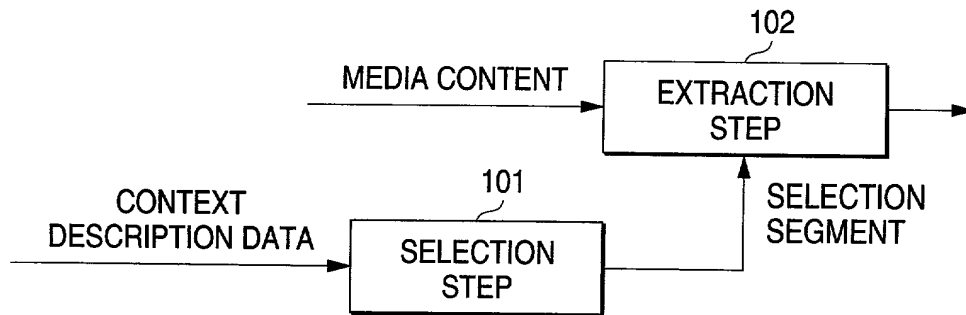 102
MEDIA CONTENT
EXTRACTION
STEP
101
CONTEXT
DESCRIPTION DATA
SELECTION
STEP
SELECTION
SEGMENT